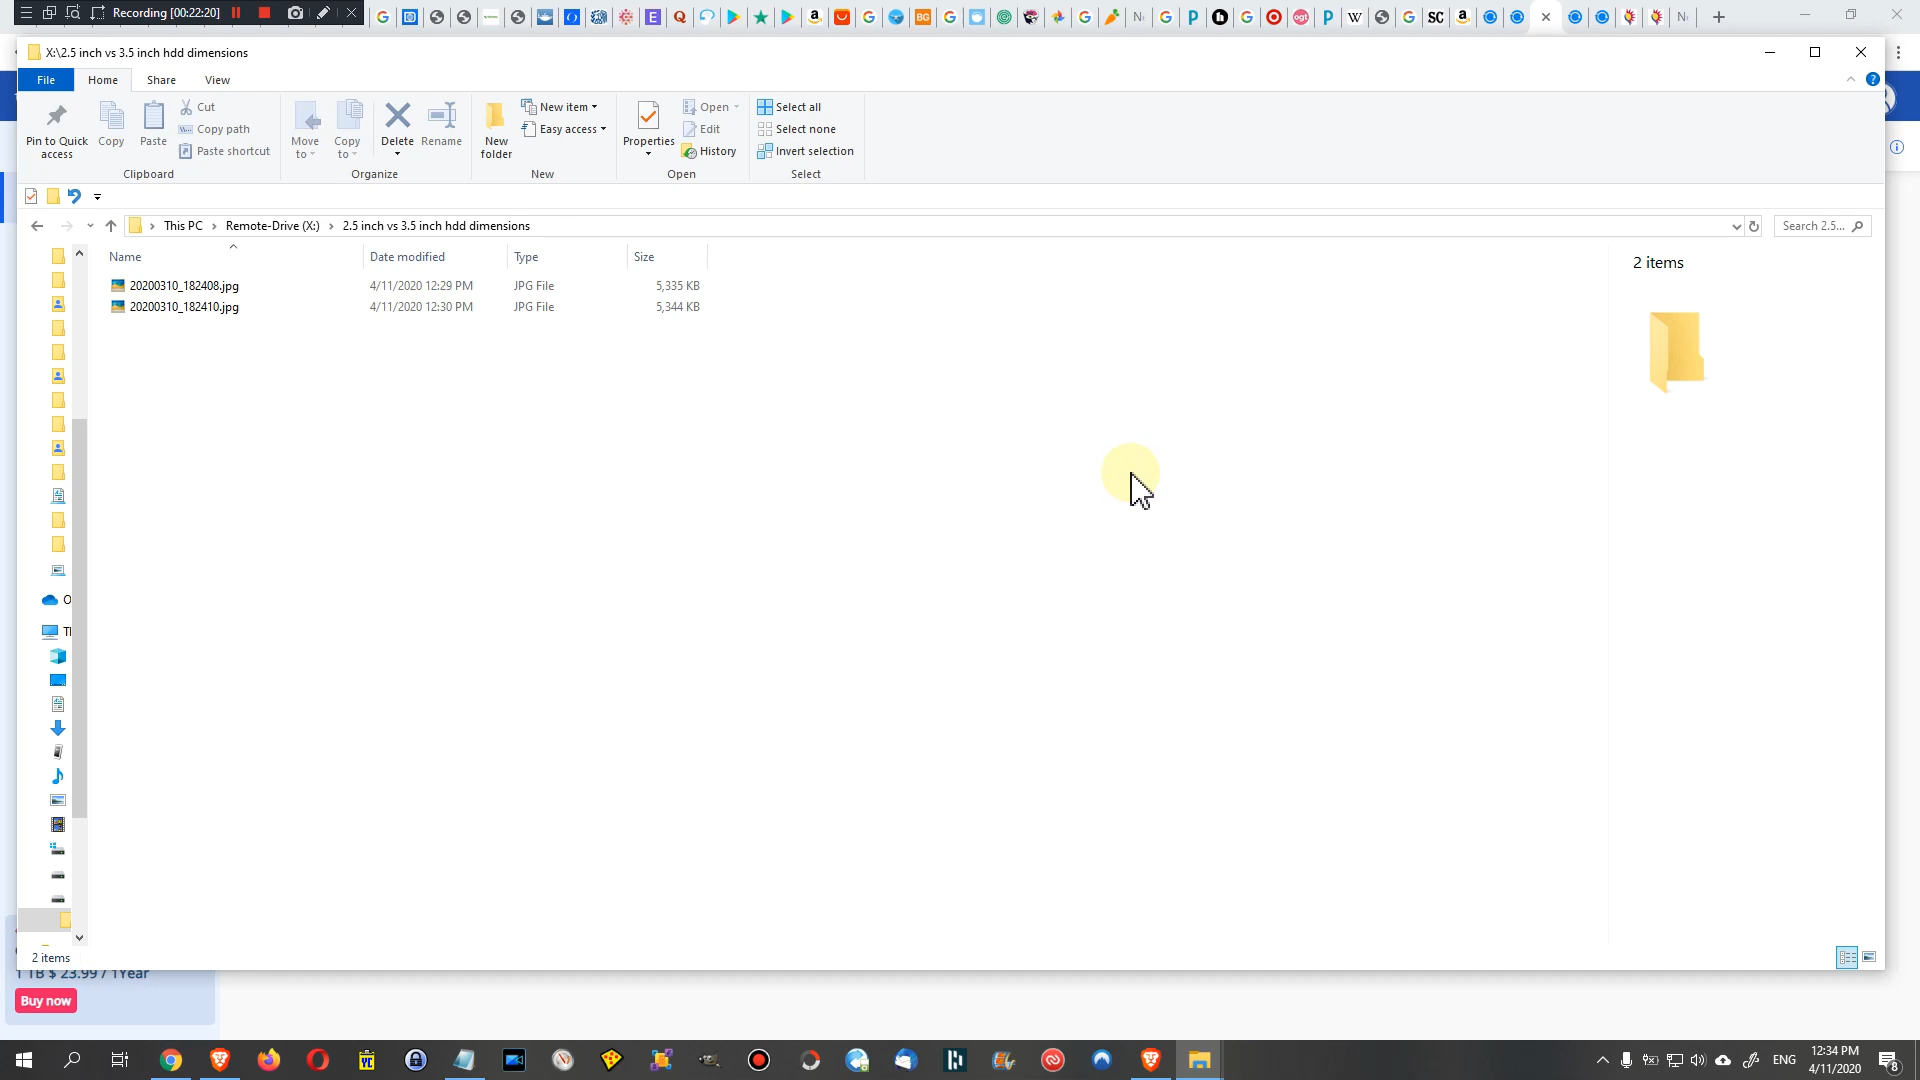 Recording [00:22:20]
X:\2.5 inch vs 3.5 inch hdd dimensions
File Home Share View
Pin to Quick access
Copy
Paste
Cut
Copy path
Paste shortcut
Clipboard
Move to
Copy to
Delete
Rename
Organize
New folder
New item
Easy access
New
Properties
Open
Edit
History
Open
Select all
Select none
Invert selection
Select
This PC > Remote-Drive (X:) > 2.5 inch vs 3.5 inch hdd dimensions
Search 2.5...
Name Date modified Type Size
20200310_182408.jpg 4/11/2020 12:29 PM JPG File 5,335 KB
20200310_182410.jpg 4/11/2020 12:30 PM JPG File 5,344 KB
2 items
2 items
1 TB $ 23.99 / 1Year
Buy now
ENG
12:34 PM
4/11/2020
8